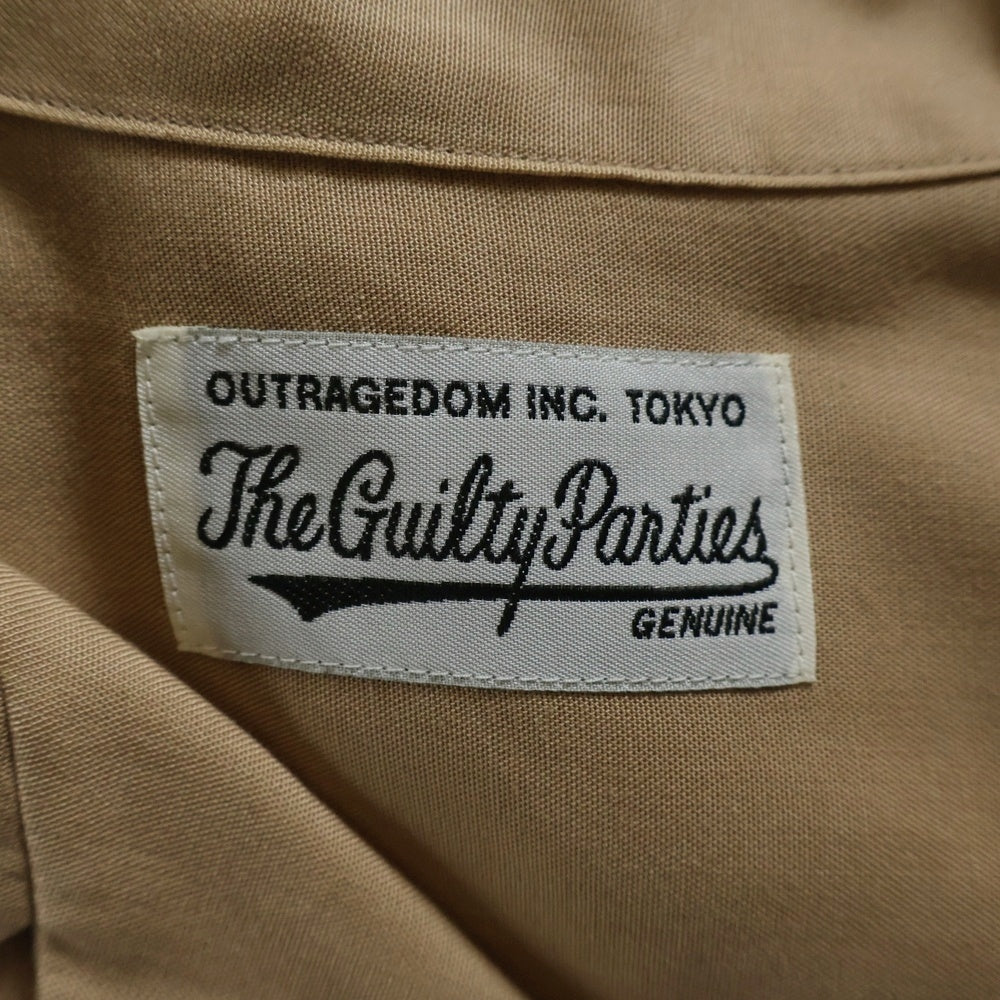 OUTRAGEDOM INC. TOKYO
The Guilty Parties
GENUINE